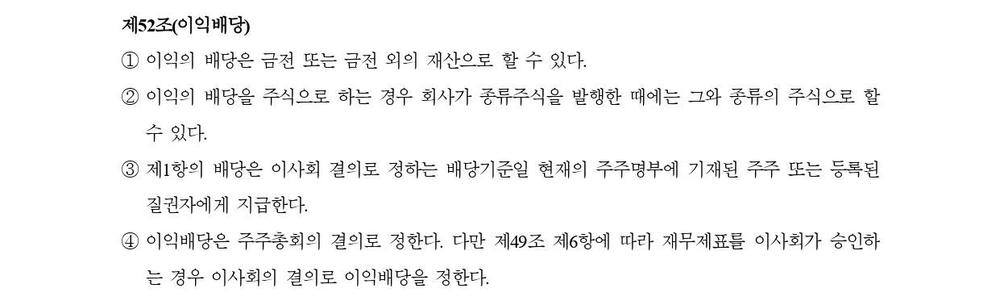 제52조(이익배당)
① 이익의 배당은 금전 또는 금전 외의 재산으로 할 수 있다.
② 이익의 배당을 주식으로 하는 경우 회사가 종류주식을 발행한 때에는 그와 종류의 주식으로 할
수 있다.
③ 제1항의 배당은 이사회 결의로 정하는 배당기준일 현재의 주주명부에 기재된 주주 또는 등록된
질권자에게 지급한다.
④ 이익배당은 주주총회의 결의로 정한다. 다만 제49조 제6항에 따라 재무제표를 이사회가 승인하
는 경우 이사회의 결의로 이익배당을 정한다.